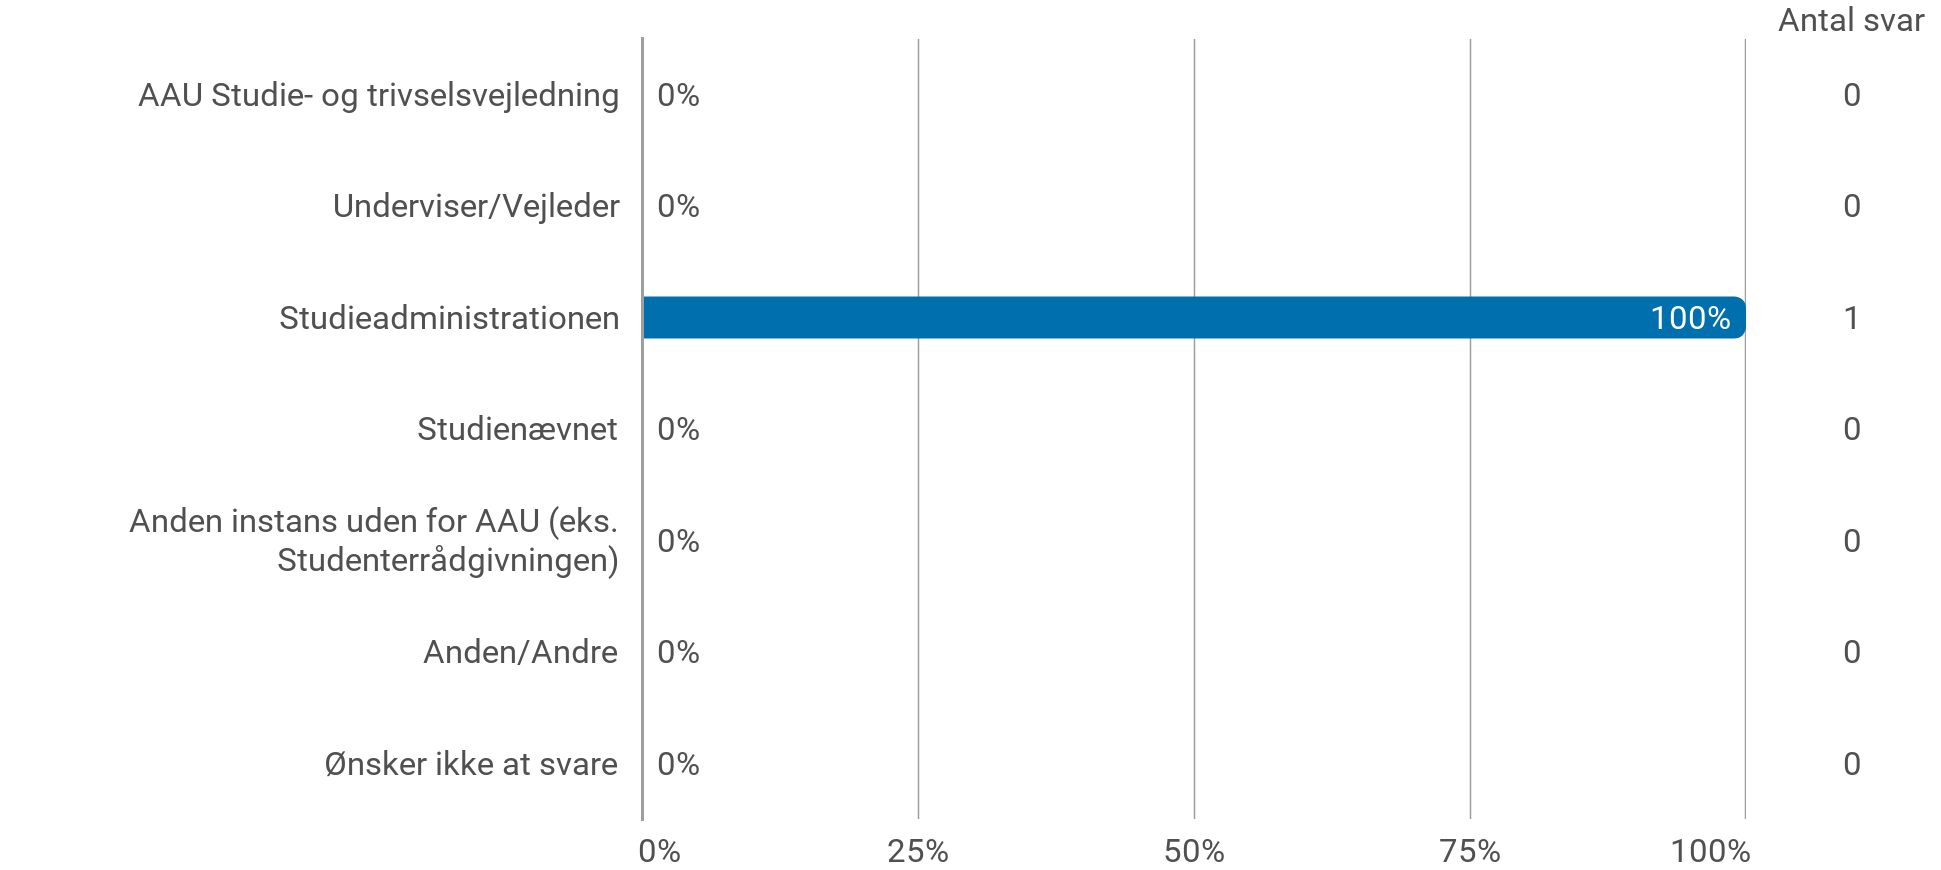 Antal svar
AAU Studie- og trivselsvejledning 0% 0
Underviser/Vejleder 0% 0
Studieadministrationen 100% 1
Studienævnet 0% 0
Anden instans uden for AAU (eks.
Studenterrådgivningen) 0% 0
Anden/Andre 0% 0
Ønsker ikke at svare 0% 0
0% 25% 50% 75% 100%